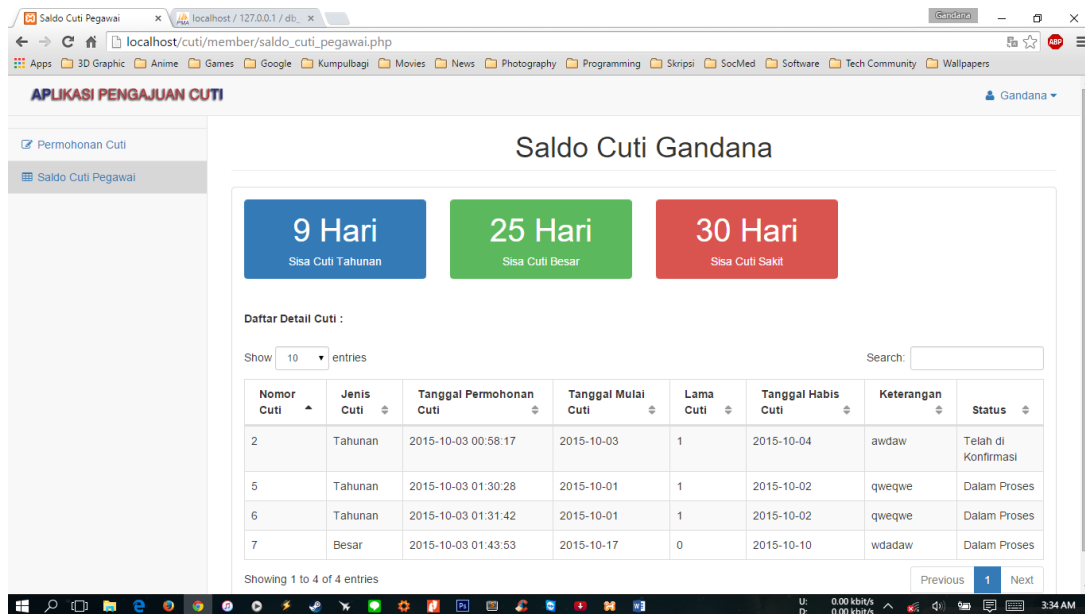 Saldo Cuti Pegawai
localhost / 127.0.0.1 / db_
Gandana
localhost/cuti/member/saldo_cuti_pegawai.php
ABP
Apps 3D Graphic Anime Games Google Kumpulbagi Movies News Photography Programming Skripsi SocMed Software Tech Community Wallpapers
APLIKASI PENGAJUAN CUTI
Gandana
Permohonan Cuti
Saldo Cuti Pegawai
Saldo Cuti Gandana
9 Hari
Sisa Cuti Tahunan
25 Hari
Sisa Cuti Besar
30 Hari
Sisa Cuti Sakit
Daftar Detail Cuti :
Show 10 entries
Search:
Nomor Cuti Jenis Cuti Tanggal Permohonan Cuti Tanggal Mulai Cuti Lama Cuti Tanggal Habis Cuti Keterangan Status
2 Tahunan 2015-10-03 00:58:17 2015-10-03 1 2015-10-04 awdaw Telah di Konfirmasi
5 Tahunan 2015-10-03 01:30:28 2015-10-01 1 2015-10-02 qweqwe Dalam Proses
6 Tahunan 2015-10-03 01:31:42 2015-10-01 1 2015-10-02 qweqwe Dalam Proses
7 Besar 2015-10-03 01:43:53 2015-10-17 0 2015-10-10 wdadaw Dalam Proses
Showing 1 to 4 of 4 entries
Previous 1 Next
U: 0.00 kbit/s
D: 0.00 kbit/s
3:34 AM